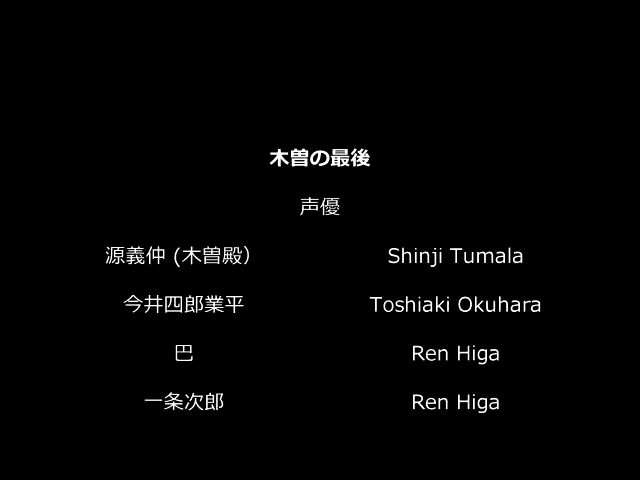 木曽の最後
声優
源義仲 (木曽殿） Shinji Tumala
今井四郎業平 Toshiaki Okuhara
巴 Ren Higa
一条次郎 Ren Higa